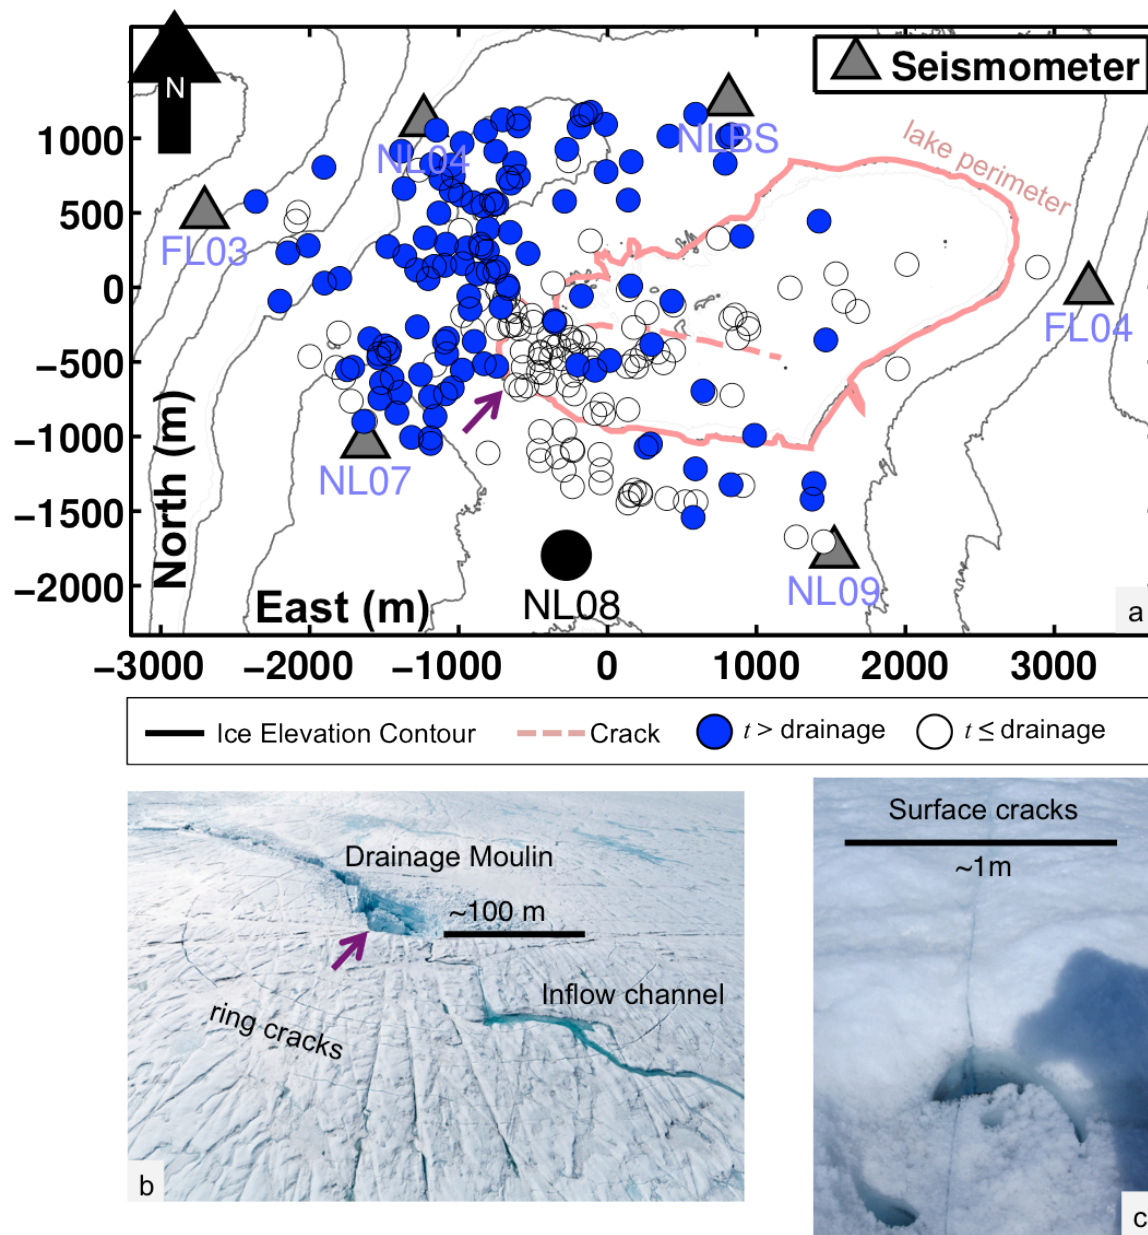 N
Seismometer
NL04
NLBS
lake perimeter
FL03
FL04
NL07
NL08
NL09
North (m)
East (m)
1000
500
0
−500
−1000
−1500
−2000
−3000 −2000 −1000 0 1000 2000 3000
a
Ice Elevation Contour Crack t > drainage t ≤ drainage
Drainage Moulin
~100 m
Inflow channel
ring cracks
b
Surface cracks
~1m
c